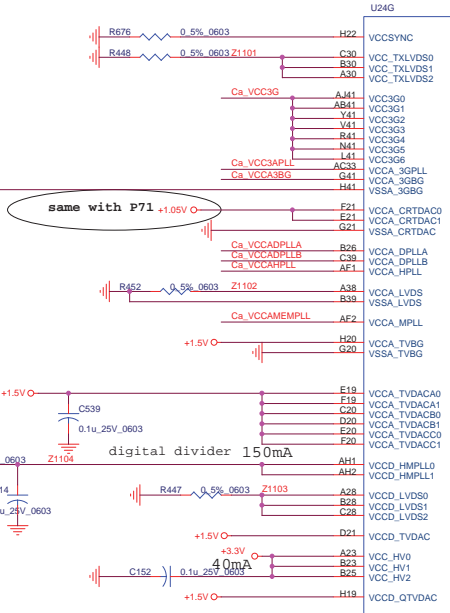 U24G
R676 0_5%_0603 H22 VCCSYNC
R448 0_5%_0603 Z1101 C30 VCC_TXLVDS0
B30 VCC_TXLVDS1
A30 VCC_TXLVDS2
Ca_VCC3G AJ41 VCC3G0
AB41 VCC3G1
Y41 VCC3G2
V41 VCC3G3
R41 VCC3G4
N41 VCC3G5
L41 VCC3G6
Ca_VCC3APLL AC33 VCCA_3GPLL
Ca_VCCA3BG G41 VCCA_3GBG
H41 VSSA_3GBG
same with P71 +1.05V F21 VCCA_CRTDAC0
E21 VCCA_CRTDAC1
G21 VSSA_CRTDAC
Ca_VCCADPLLA B26 VCCA_DPLLA
Ca_VCCADPLLB C39 VCCA_DPLLB
Ca_VCCAHPLL AF1 VCCA_HPLL
R452 0_5%_0603 Z1102 A38 VCCA_LVDS
B39 VSSA_LVDS
Ca_VCCAMEMPLL AF2 VCCA_MPLL
+1.5V H20 VCCA_TVBG
G20 VSSA_TVBG
+1.5V E19 VCCA_TVDACA0
F19 VCCA_TVDACA1
C20 VCCA_TVDACB0
C539 D20 VCCA_TVDACB1
E20 VCCA_TVDACC0
0.1u_25V_0603 F20 VCCA_TVDACC1
digital divider 150mA
_0603 Z1104 AH1 VCCD_HMPLL0
AH2 VCCD_HMPLL1
14 R447 0_5%_0603 Z1103 A28 VCCD_LVDS0
B28 VCCD_LVDS1
u_25V_0603 C28 VCCD_LVDS2
+1.5V D21 VCCD_TVDAC
+3.3V A23 VCC_HV0
40mA B23 VCC_HV1
C152 0.1u_25V_0603 B25 VCC_HV2
+1.5V H19 VCCD_QTVDAC